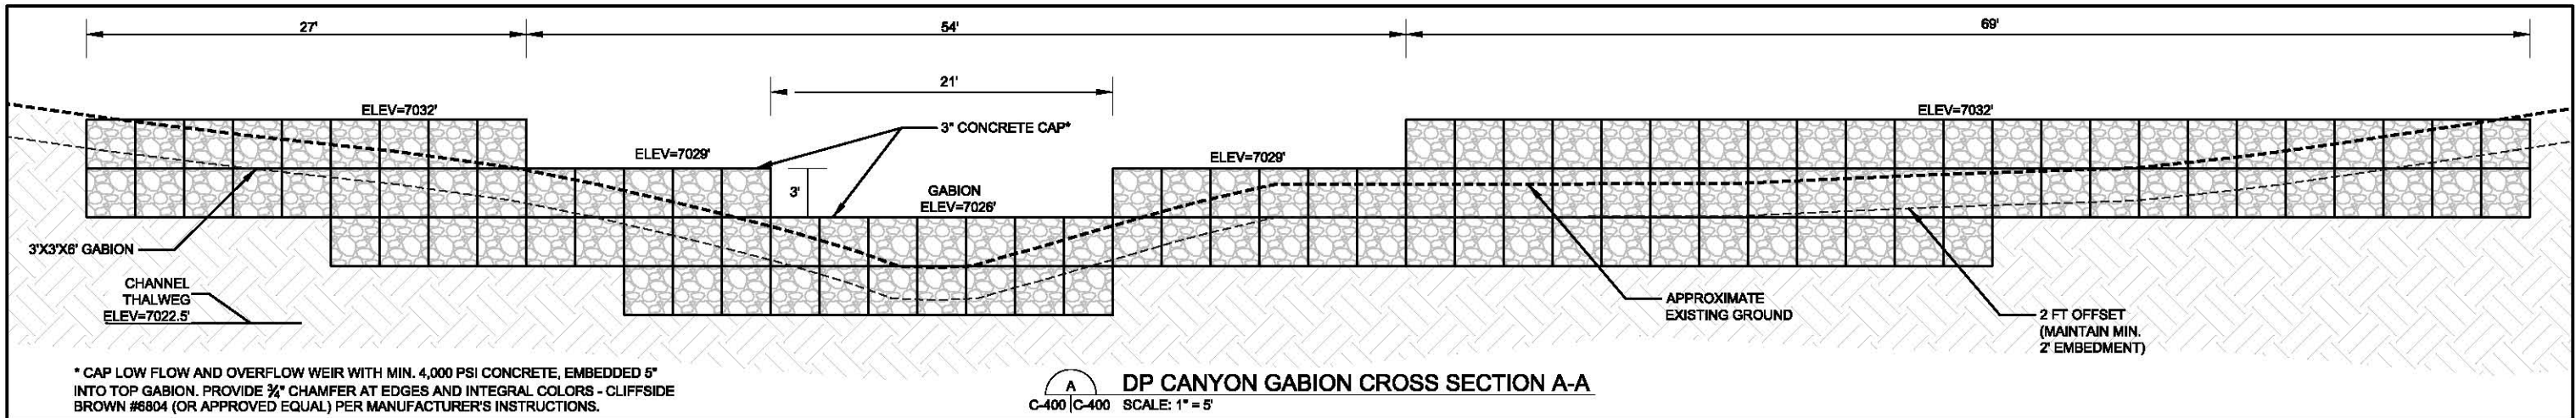 27'
54'
69'
21'
ELEV=7032'
ELEV=7032'
3" CONCRETE CAP*
ELEV=7029'
ELEV=7029'
3'
GABION
ELEV=7026'
3'X3'X6' GABION
CHANNEL
THALWEG
ELEV=7022.5'
APPROXIMATE
EXISTING GROUND
2 FT OFFSET
(MAINTAIN MIN.
2' EMBEDMENT)
* CAP LOW FLOW AND OVERFLOW WEIR WITH MIN. 4,000 PSI CONCRETE, EMBEDDED 5"
INTO TOP GABION. PROVIDE ¾" CHAMFER AT EDGES AND INTEGRAL COLORS - CLIFFSIDE
BROWN #6804 (OR APPROVED EQUAL) PER MANUFACTURER'S INSTRUCTIONS.
A
C-400 C-400
DP CANYON GABION CROSS SECTION A-A
SCALE: 1" = 5'